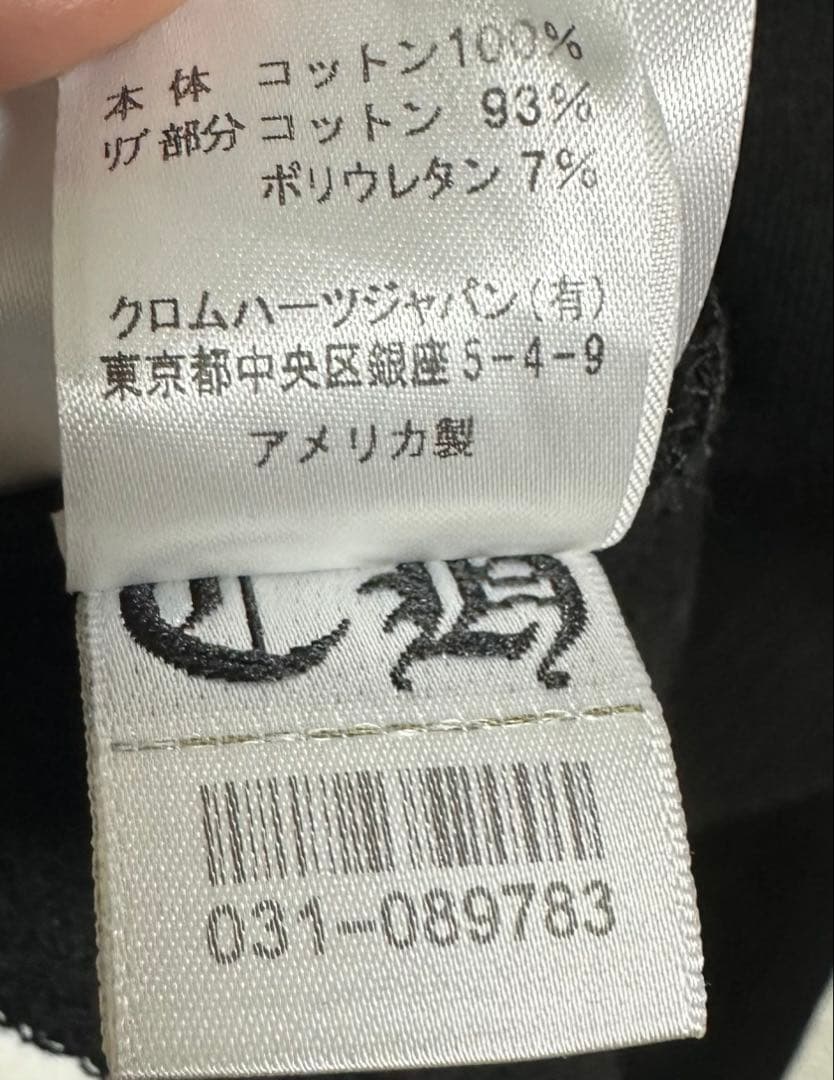 本体 コットン100%
リブ部分 コットン 93%
ポリウレタン 7%
クロムハーツジャパン(有)
東京都中央区銀座5-4-9
アメリカ製
CH
031-089783